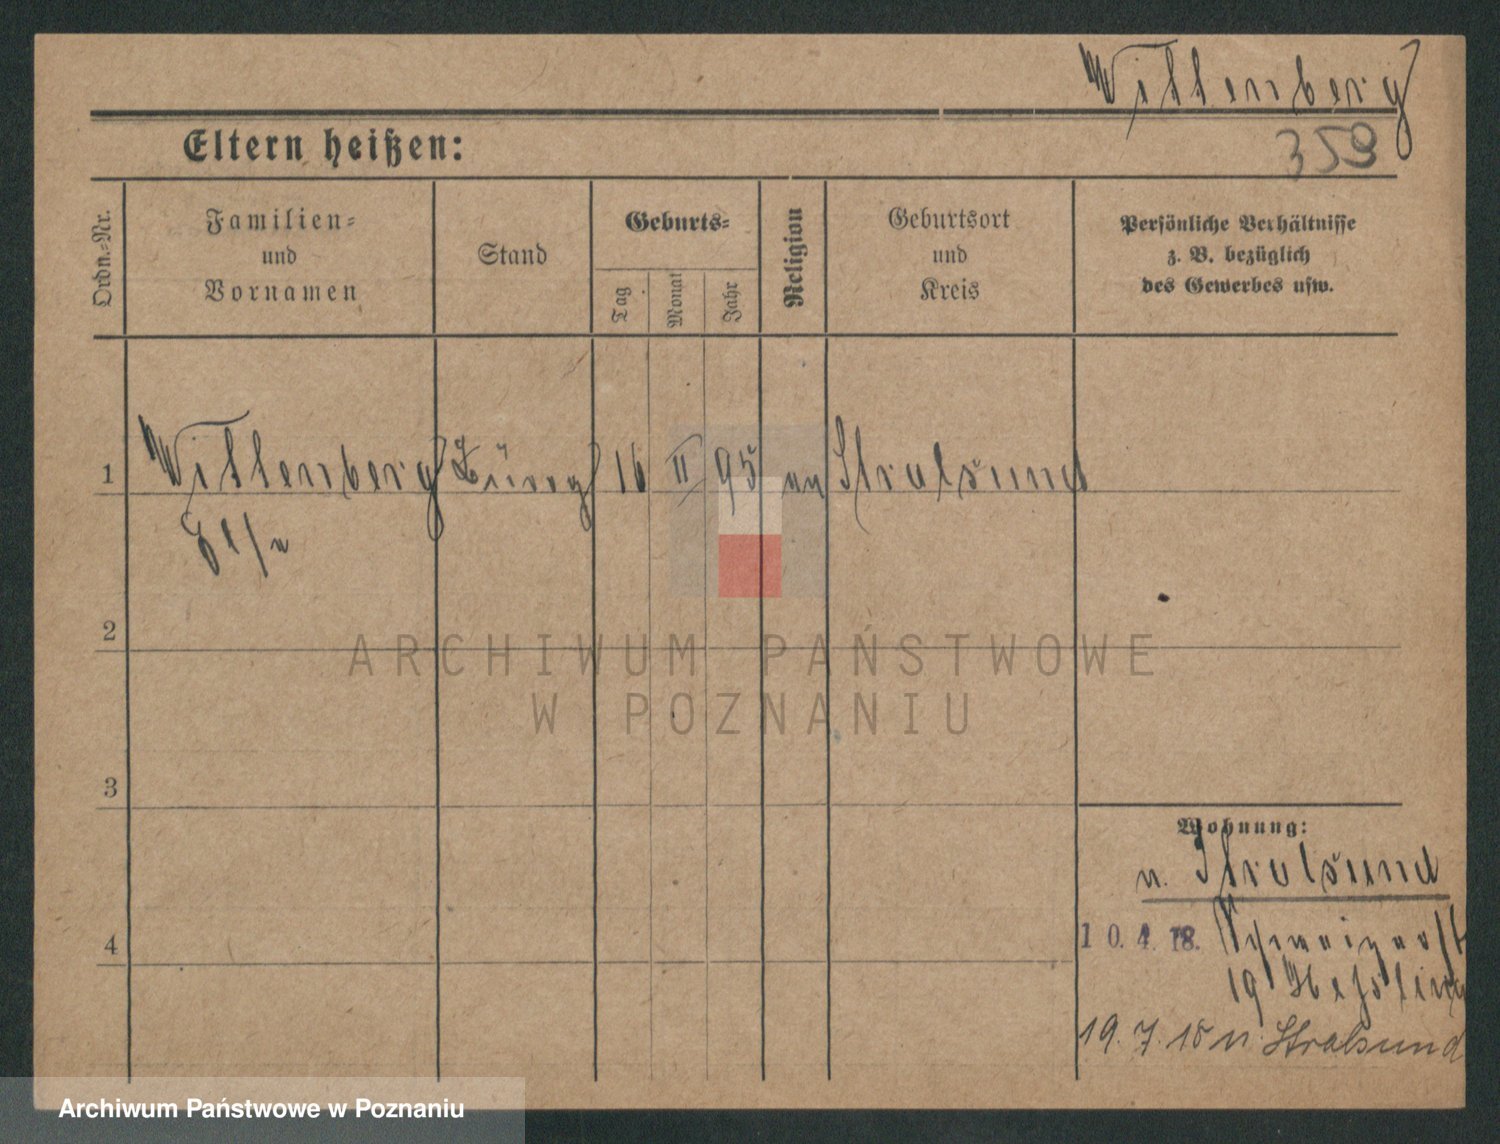 Wittenberg
Eltern heißen:
359
Ordn.-Nr.
Familien-
und
Vornamen
Stand
Geburts-
Tag
Monat
Jahr
Religion
Geburtsort
und
Kreis
Persönliche Verhältnisse
z. B. bezüglich
des Gewerbes usw.
1
Wittenberg
16 II 95
Stralsund
Else
2
3
4
Wohnung:
n. Stralsund
10. 4. 18.
19
19. 7. 18 n. Stralsund
ARCHIWUM PAŃSTWOWE
W POZNANIU
Archiwum Państwowe w Poznaniu